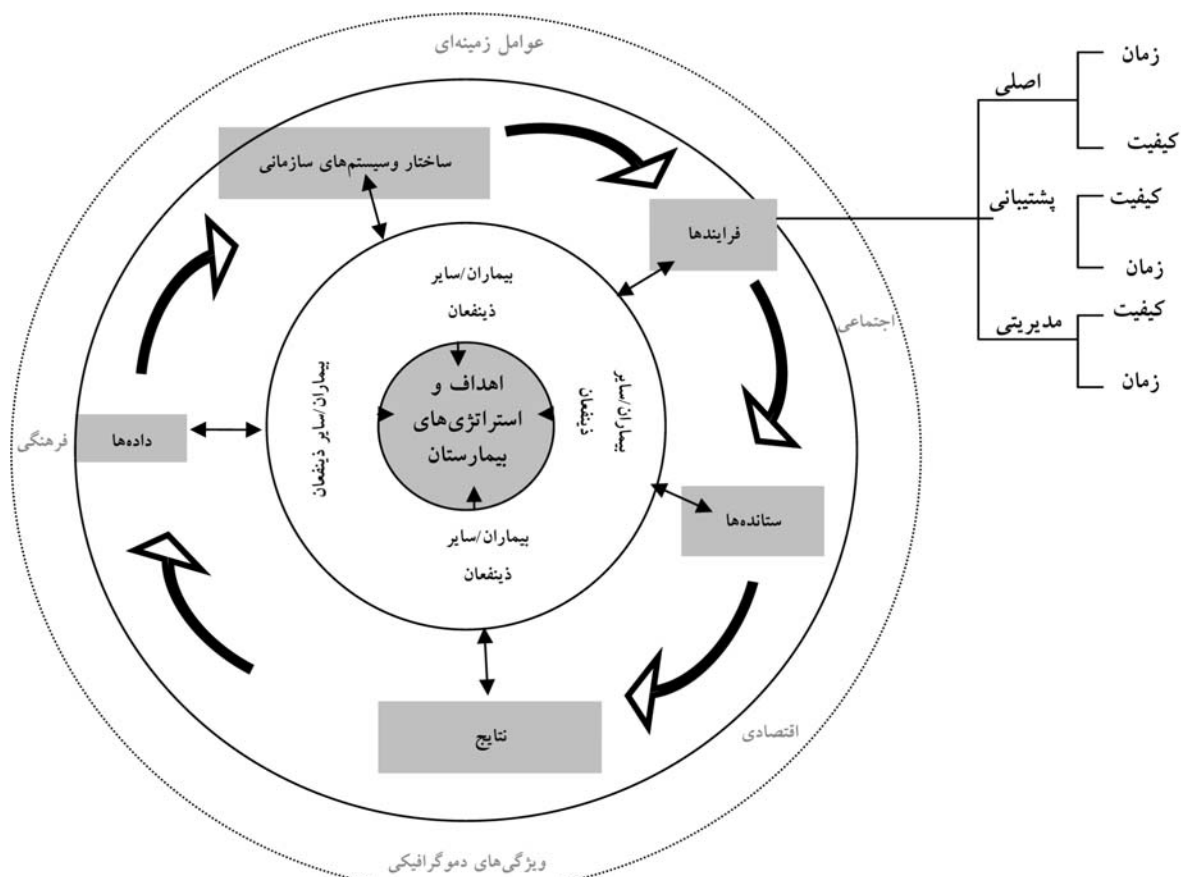 عوامل زمینه‌ای
ساختار وسیستم‌های سازمانی
فرایندها
اصلی
زمان
کیفیت
پشتیبانی
کیفیت
زمان
مدیریتی
کیفیت
زمان
اجتماعی
بیماران/سایر
ذینفعان
بیماران/سایر
ذینفعان
اهداف و
استراتژی‌های
بیمارستان
بیماران/سایر ذینفعان
داده‌ها
فرهنگی
ستانده‌ها
بیماران/سایر
ذینفعان
نتایج
اقتصادی
ویژگی‌های دموگرافیکی